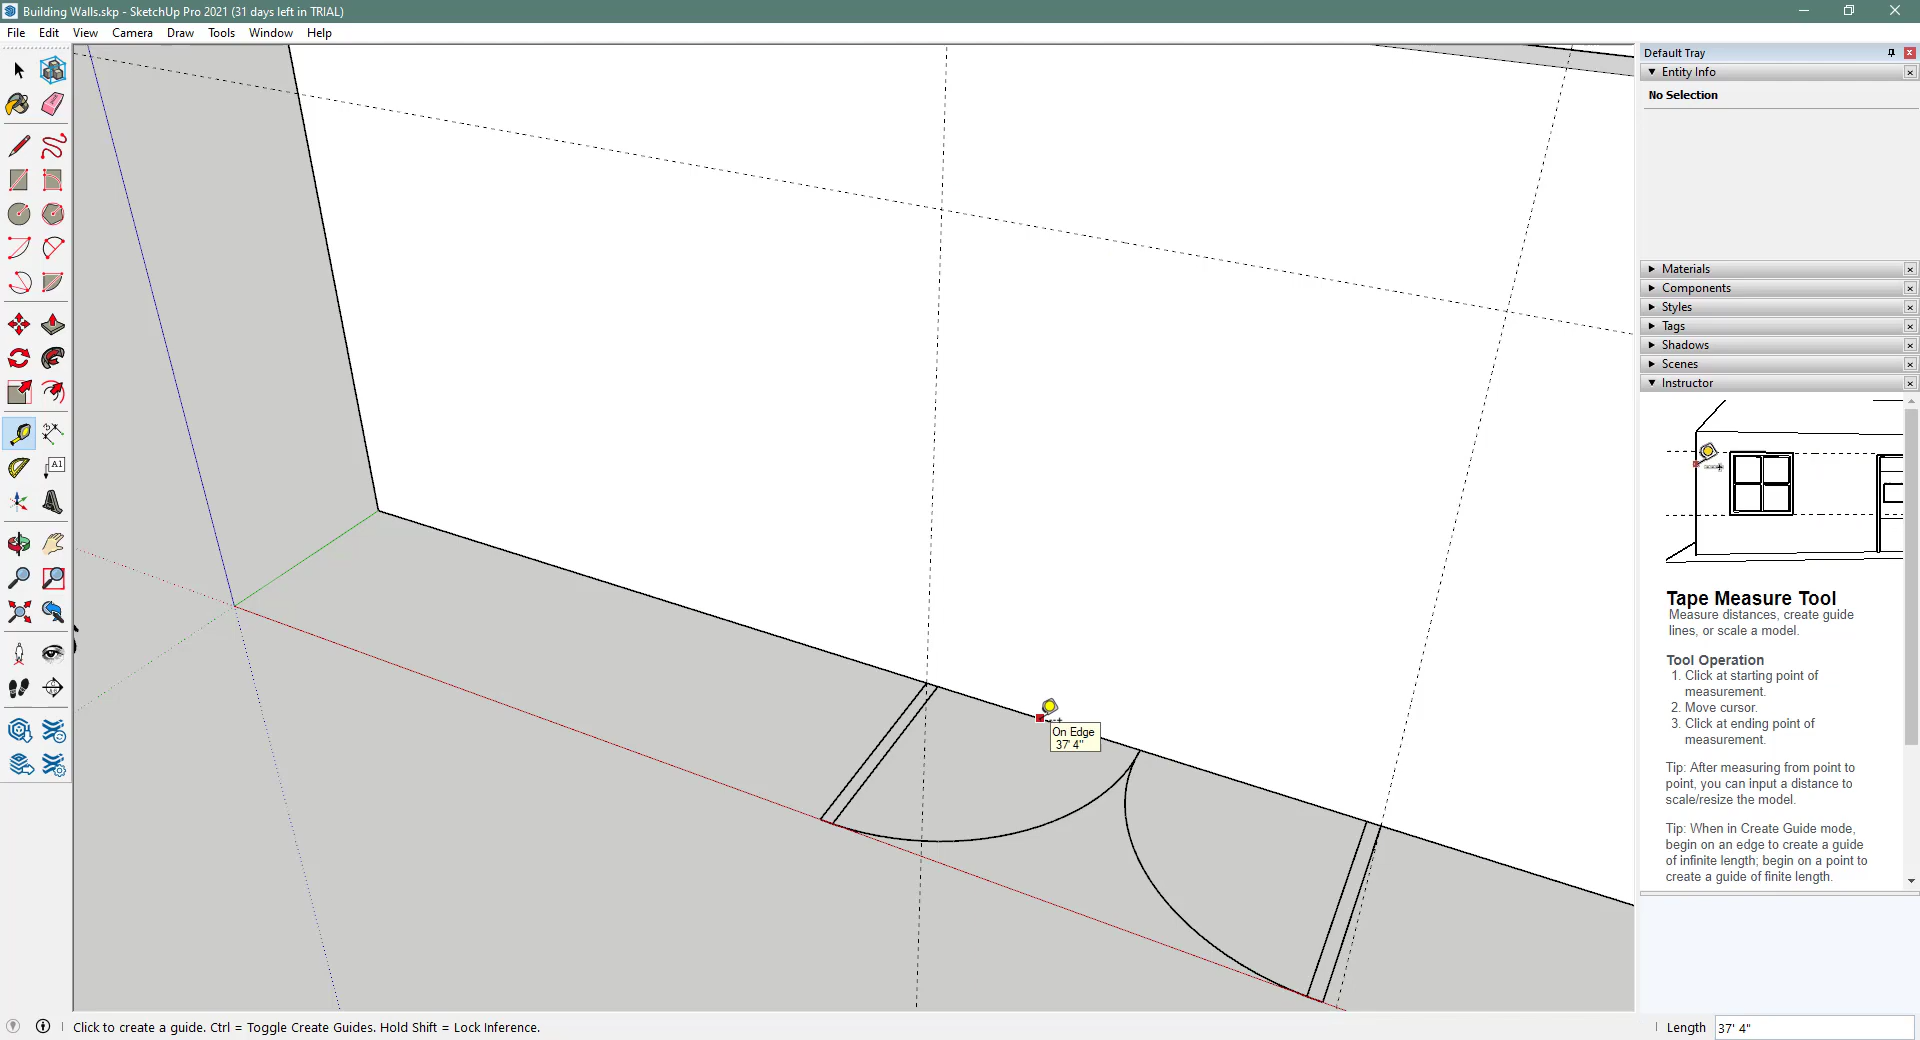 Building Walls.skp - SketchUp Pro 2021 (31 days left in TRIAL)
File Edit View Camera Draw Tools Window Help
Default Tray
Entity Info
No Selection
A1
Materials
Components
Styles
Tags
Shadows
Scenes
Instructor
On Edge
37' 4"
Tape Measure Tool
Measure distances, create guide
lines, or scale a model.
Tool Operation
1. Click at starting point of
measurement.
2. Move cursor.
3. Click at ending point of
measurement.
Tip: After measuring from point to
point, you can input a distance to
scale/resize the model.
Tip: When in Create Guide mode,
begin on an edge to create a guide
of infinite length; begin on a point to
create a guide of finite length.
Click to create a guide. Ctrl = Toggle Create Guides. Hold Shift = Lock Inference.
Length 37' 4"